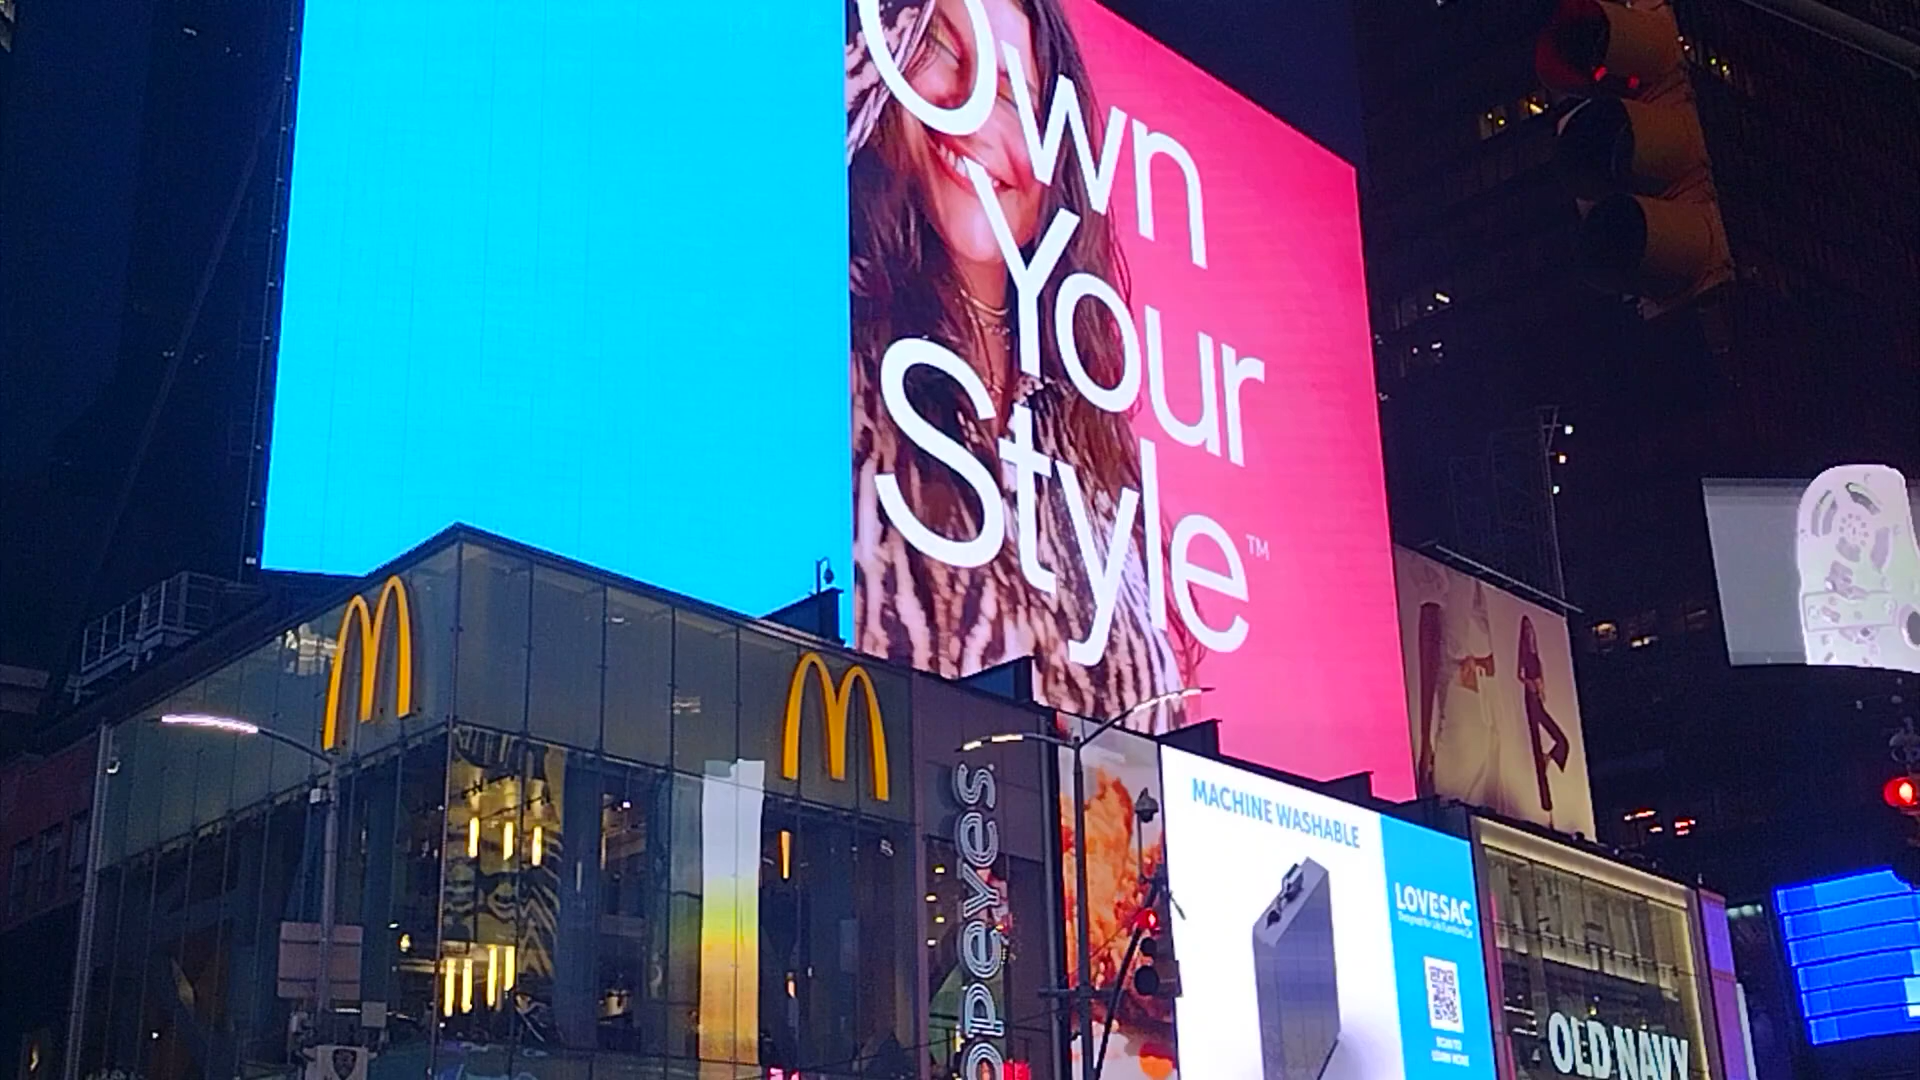 Own
Your
Style™
M
M
opeyes
MACHINE WASHABLE
LOVESAC
OLD NAVY